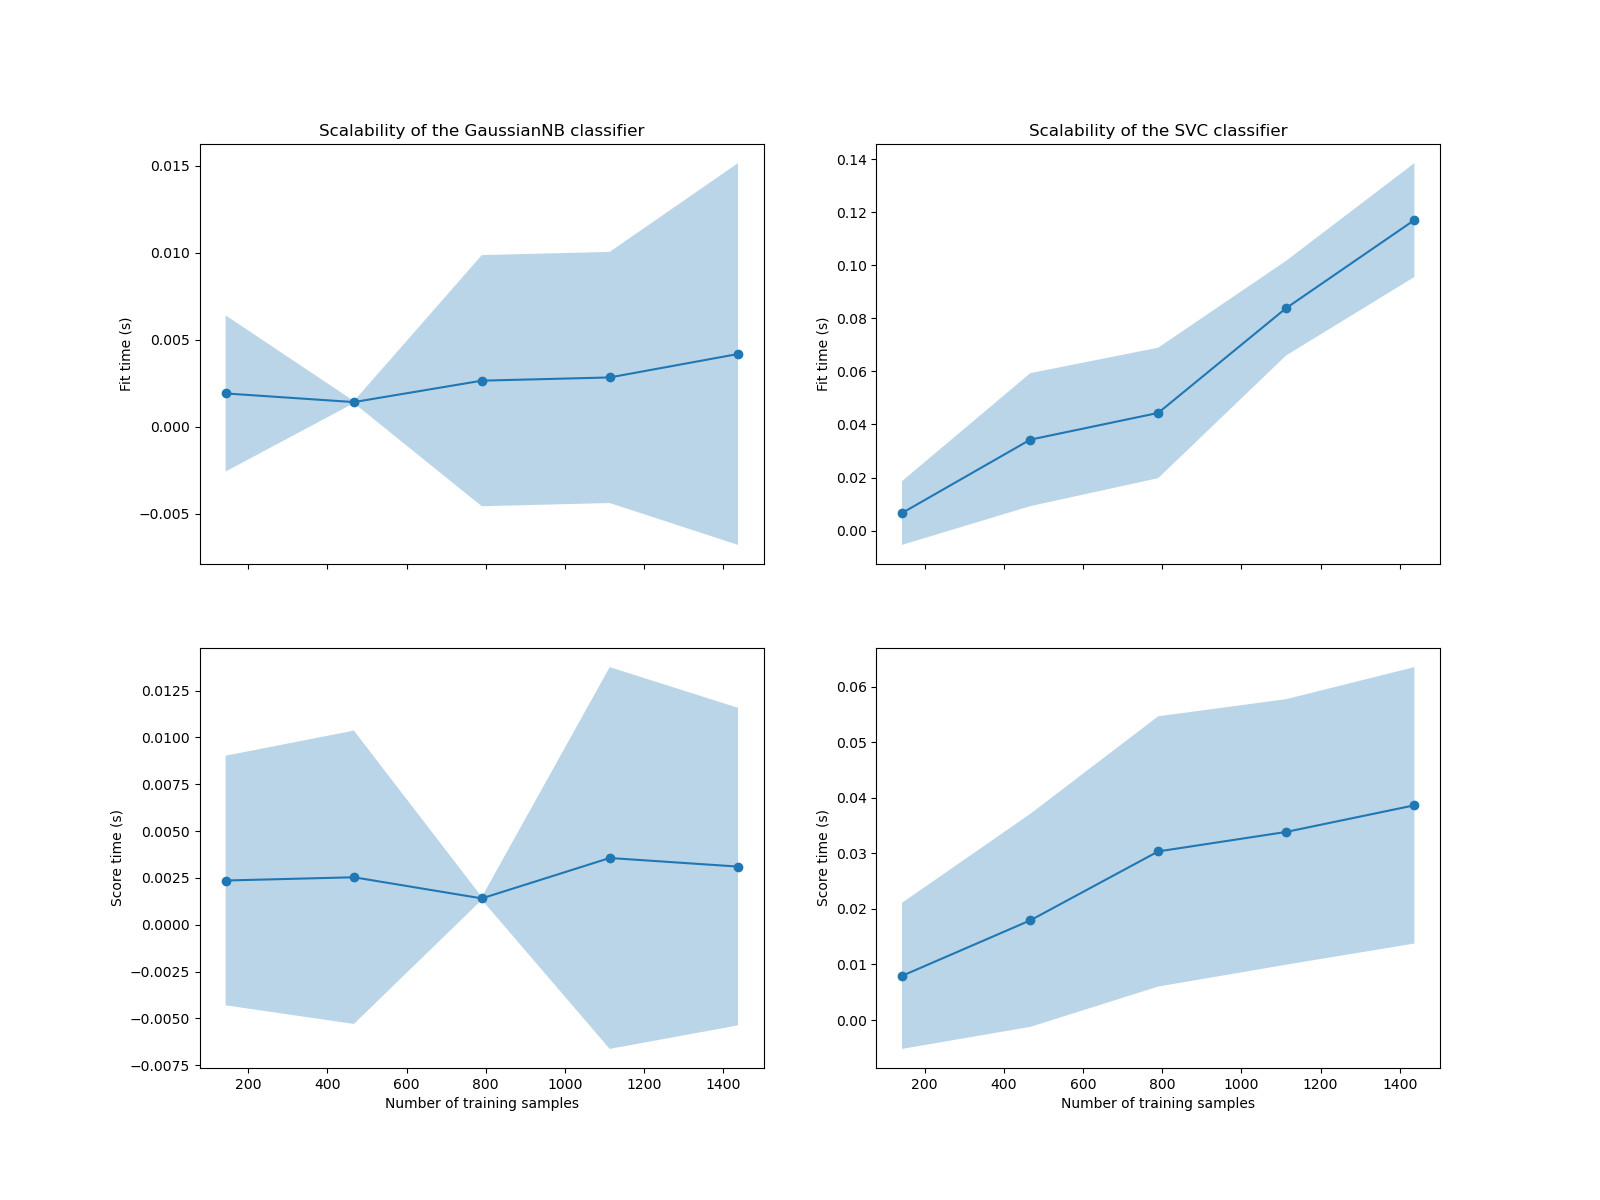 Scalability of the GaussianNB classifier
Scalability of the SVC classifier
0.015
0.010
0.005
0.000
−0.005
Fit time (s)
0.14
0.12
0.10
0.08
0.06
0.04
0.02
0.00
Fit time (s)
0.0125
0.0100
0.0075
0.0050
0.0025
0.0000
−0.0025
−0.0050
−0.0075
Score time (s)
200 400 600 800 1000 1200 1400
Number of training samples
0.06
0.05
0.04
0.03
0.02
0.01
0.00
Score time (s)
200 400 600 800 1000 1200 1400
Number of training samples